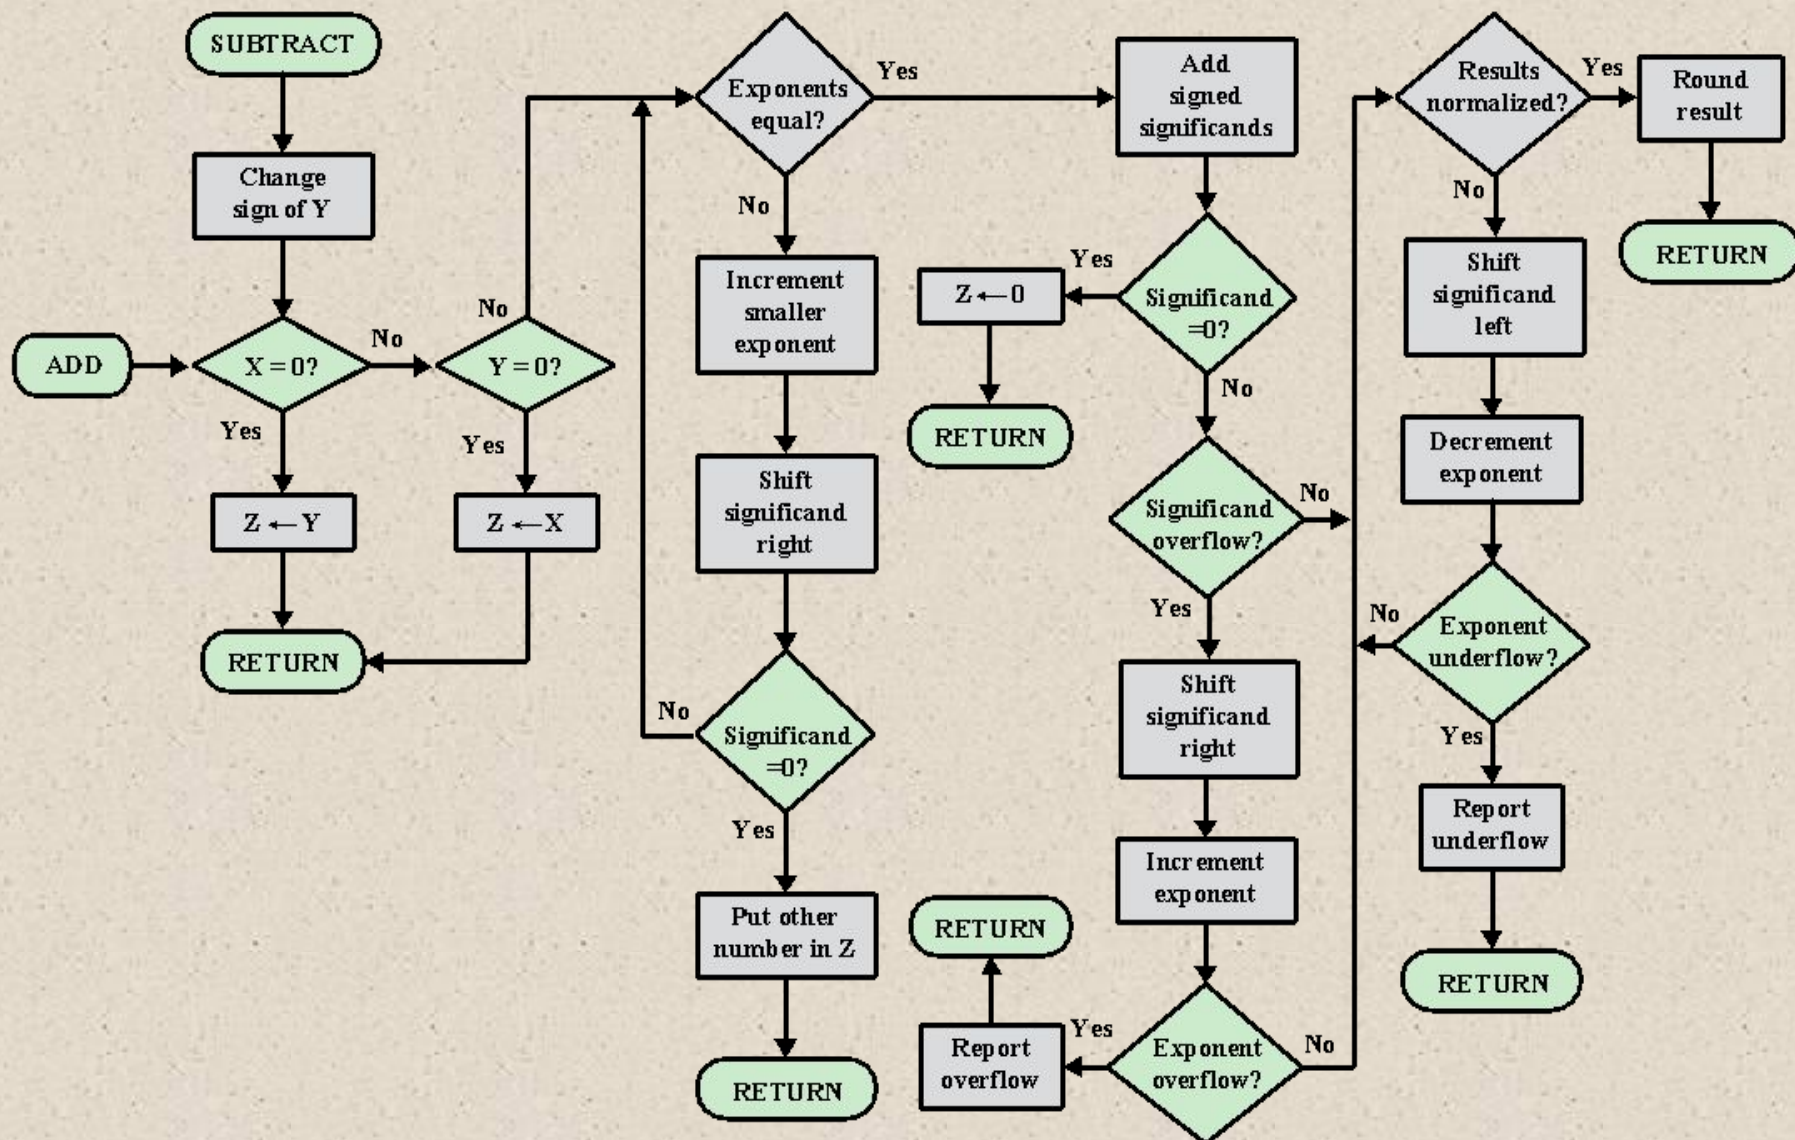 SUBTRACT
Change
sign of Y
ADD
X = 0?
No
Yes
Z ← Y
RETURN
No
Y = 0?
Yes
Z ← X
Exponents
equal?
Yes
No
Increment
smaller
exponent
Shift
significand
right
No
Significand
=0?
Yes
Put other
number in Z
RETURN
Add
signed
significands
Yes
Significand
=0?
Z ← 0
RETURN
No
Significand
overflow?
No
Yes
Shift
significand
right
Increment
exponent
Exponent
overflow?
Yes
Report
overflow
RETURN
No
Results
normalized?
Yes
Round
result
RETURN
No
Shift
significand
left
Decrement
exponent
No
Exponent
underflow?
Yes
Report
underflow
RETURN